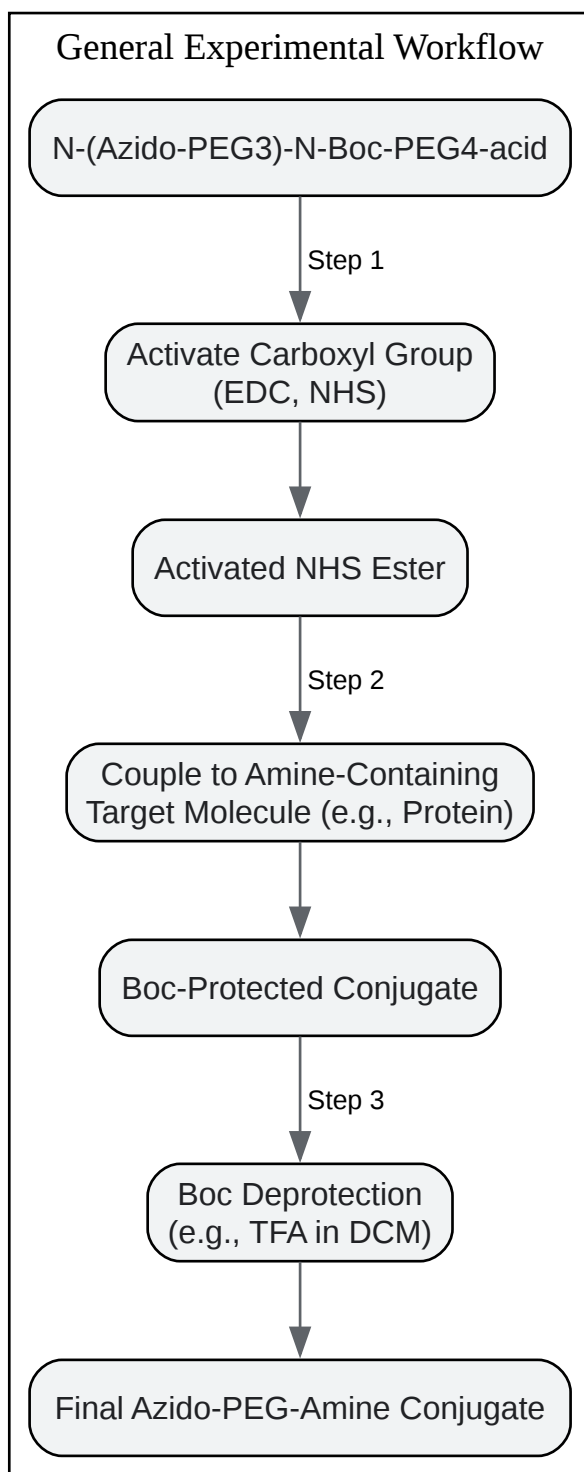 General Experimental Workflow
N-(Azido-PEG3)-N-Boc-PEG4-acid
Step 1
Activate Carboxyl Group
(EDC, NHS)
Activated NHS Ester
Step 2
Couple to Amine-Containing
Target Molecule (e.g., Protein)
Boc-Protected Conjugate
Step 3
Boc Deprotection
(e.g., TFA in DCM)
Final Azido-PEG-Amine Conjugate